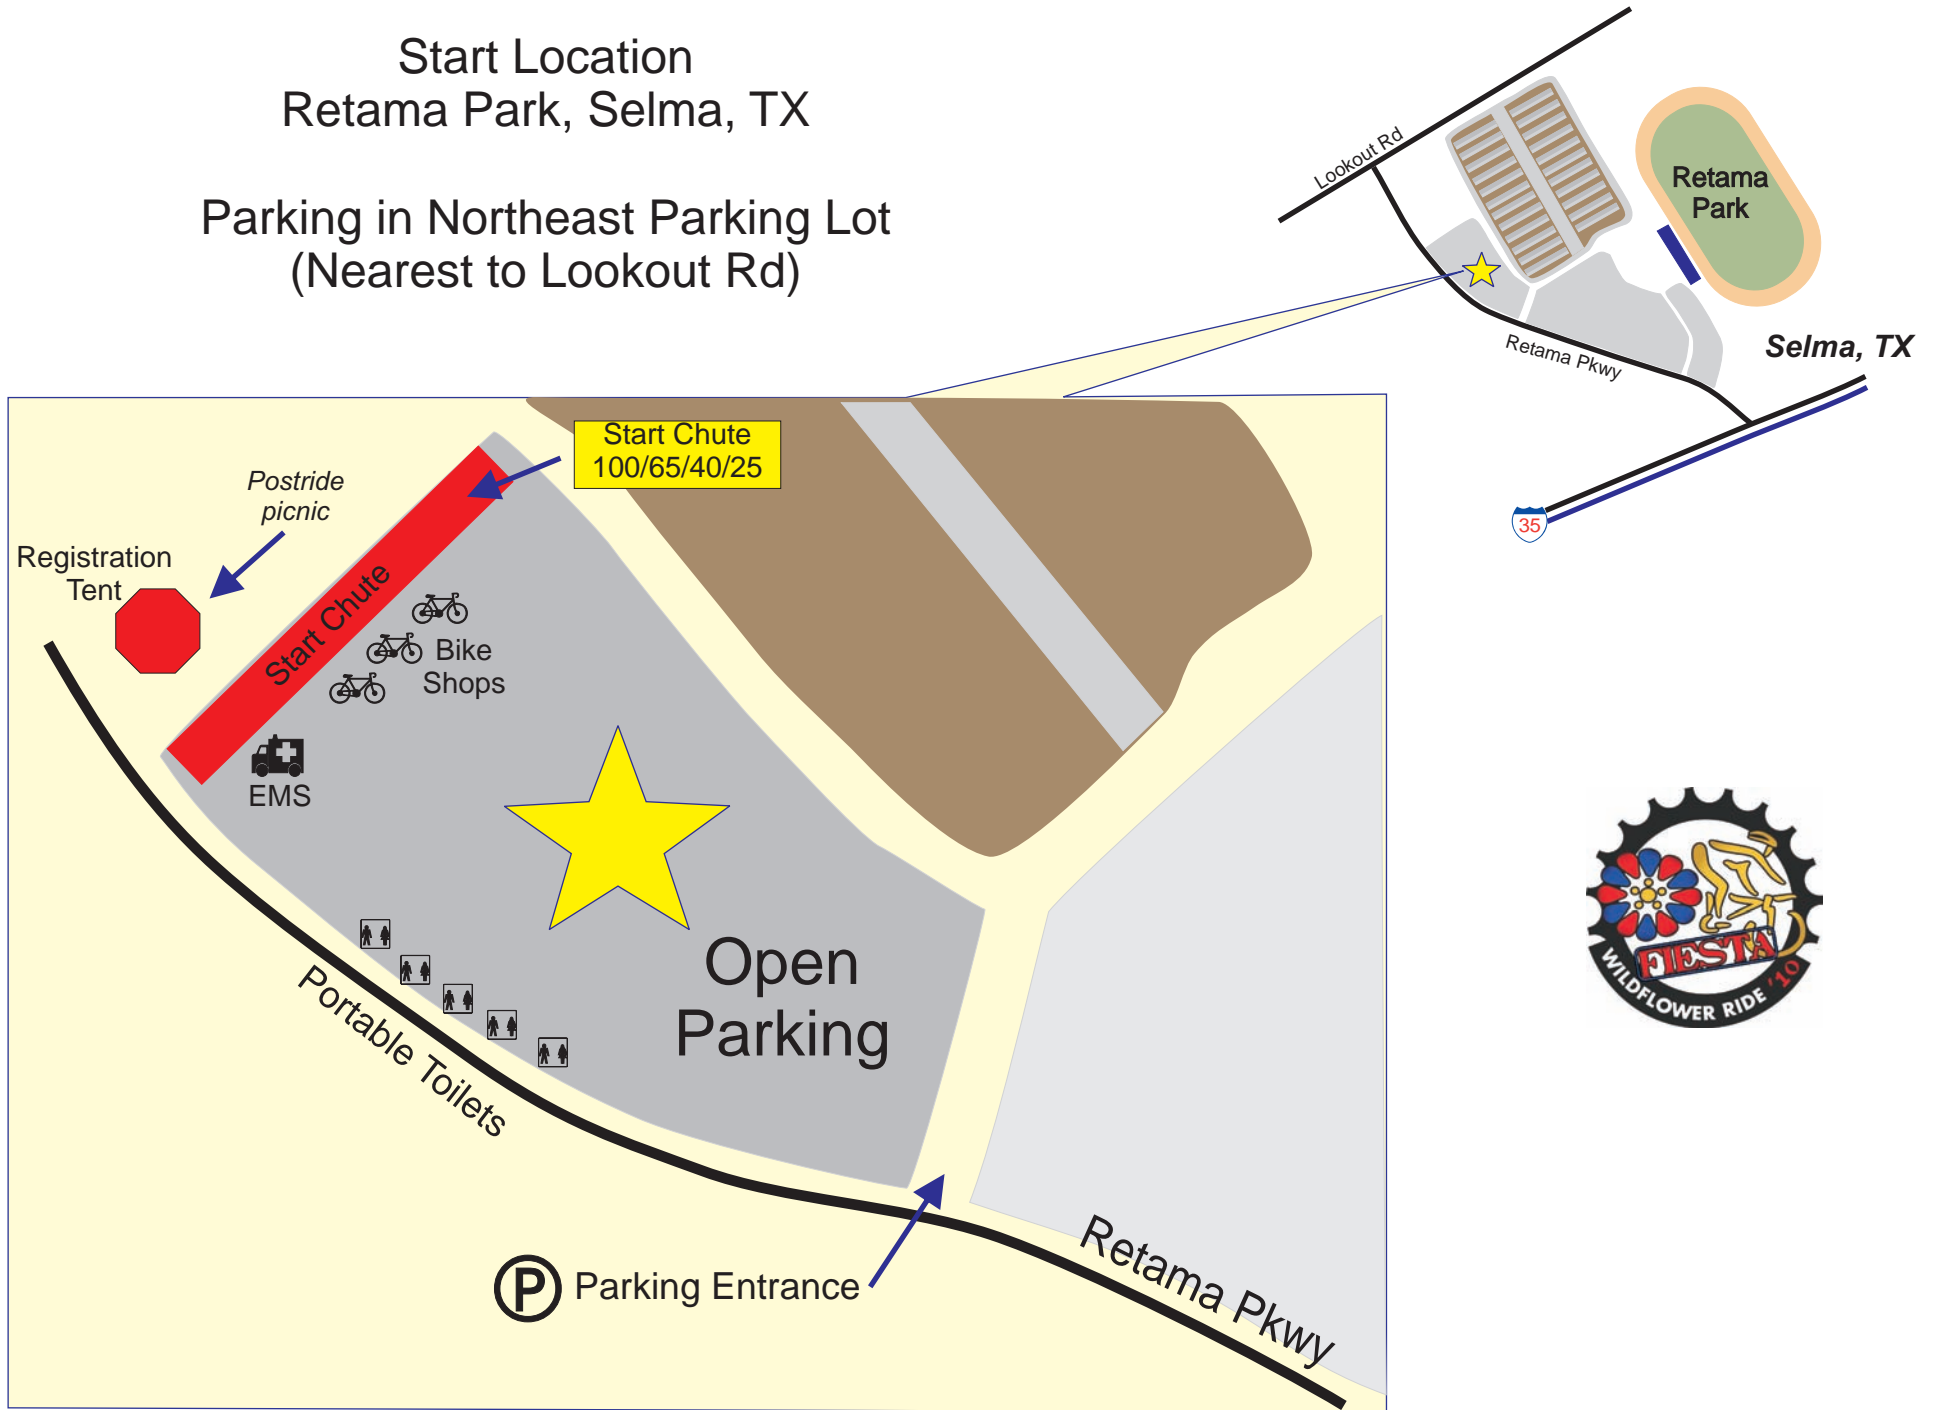 Start Location
Retama Park, Selma, TX
Parking in Northeast Parking Lot
(Nearest to Lookout Rd)
Lookout Rd
Retama
Park
Retama Pkwy
Selma, TX
35
Start Chute
100/65/40/25
Postride
picnic
Registration
Tent
Start Chute
Bike
Shops
EMS
Open
Parking
Portable Toilets
P Parking Entrance
Retama Pkwy
FIESTA
WILDFLOWER RIDE '10